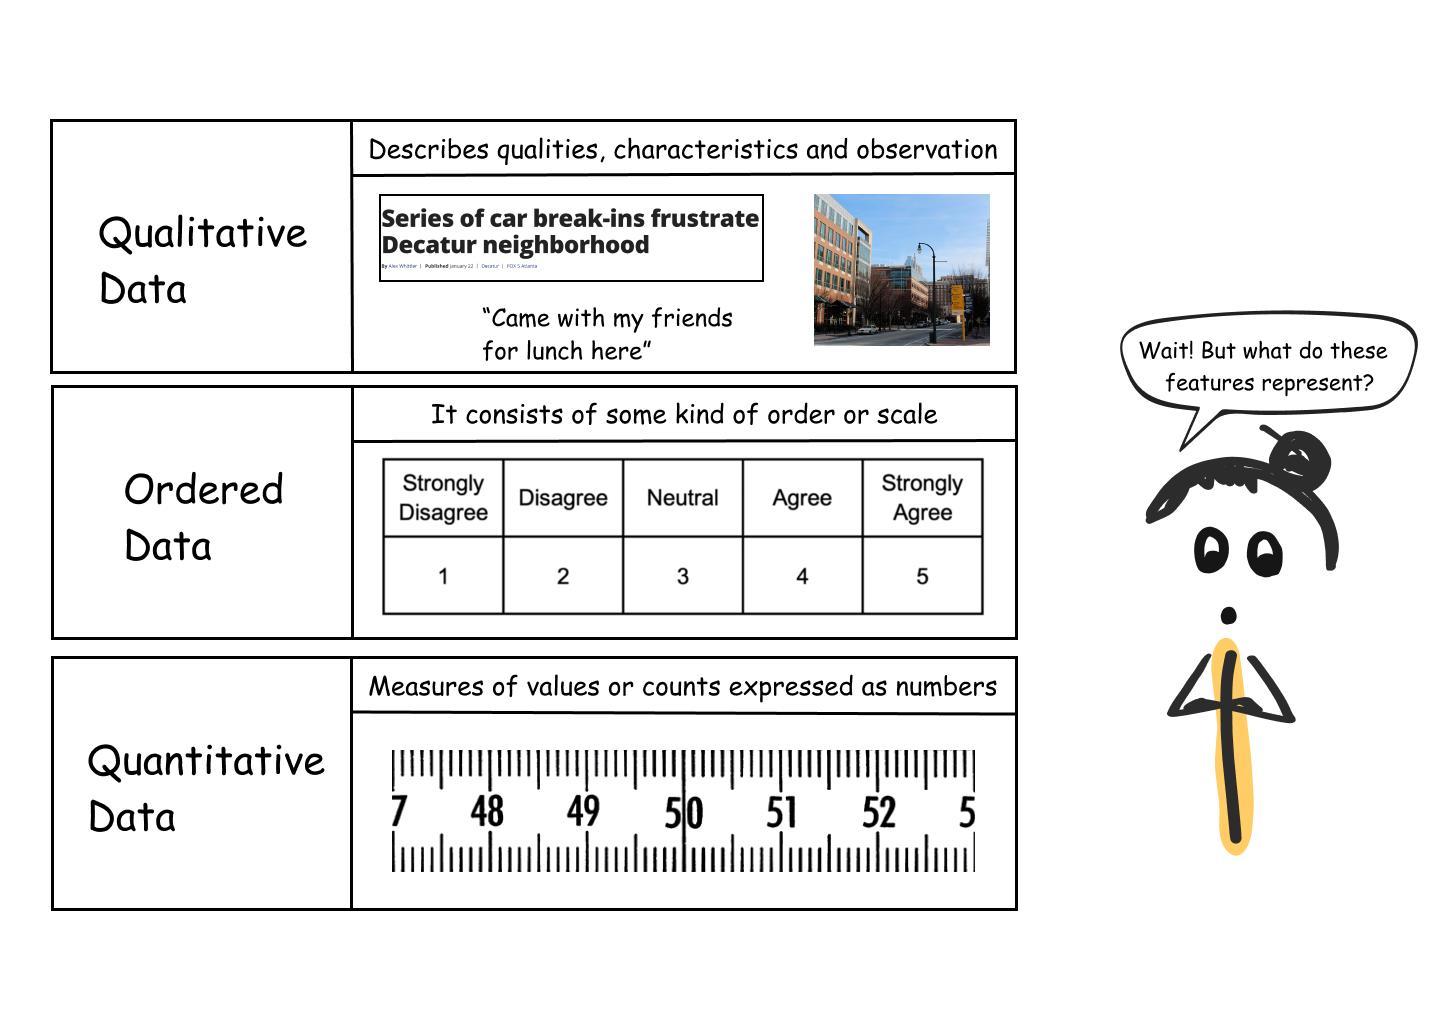 Qualitative
Data
Describes qualities, characteristics and observation
Series of car break-ins frustrate
Decatur neighborhood
By Alex Whittler | Published January 22 | Decatur | FOX 5 Atlanta
“Came with my friends
for lunch here”
Wait! But what do these
features represent?
Ordered
Data
It consists of some kind of order or scale
Strongly
Disagree
Disagree
Neutral
Agree
Strongly
Agree
1 2 3 4 5
Quantitative
Data
Measures of values or counts expressed as numbers
7 48 49 50 51 52 5